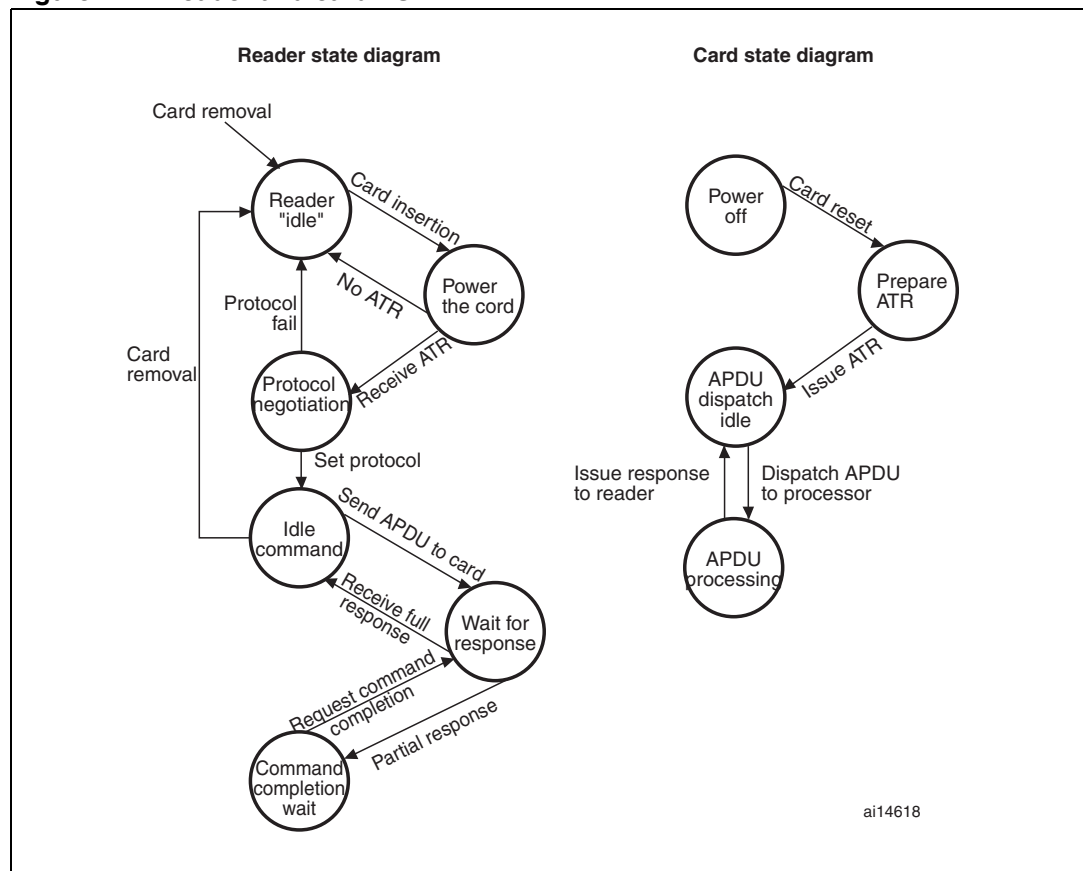 Reader state diagram
Card state diagram
Card removal
Reader
"idle"
Card insertion
Power
the cord
No ATR
Receive ATR
Protocol
fail
Card
removal
Protocol
negotiation
Set protocol
Idle
command
Send APDU to card
Receive full
response
Wait for
response
Request command
completion
Partial response
Command
completion
wait
Power
off
Card reset
Prepare
ATR
Issue ATR
APDU
dispatch
idle
Issue response
to reader
Dispatch APDU
to processor
APDU
processing
ai14618